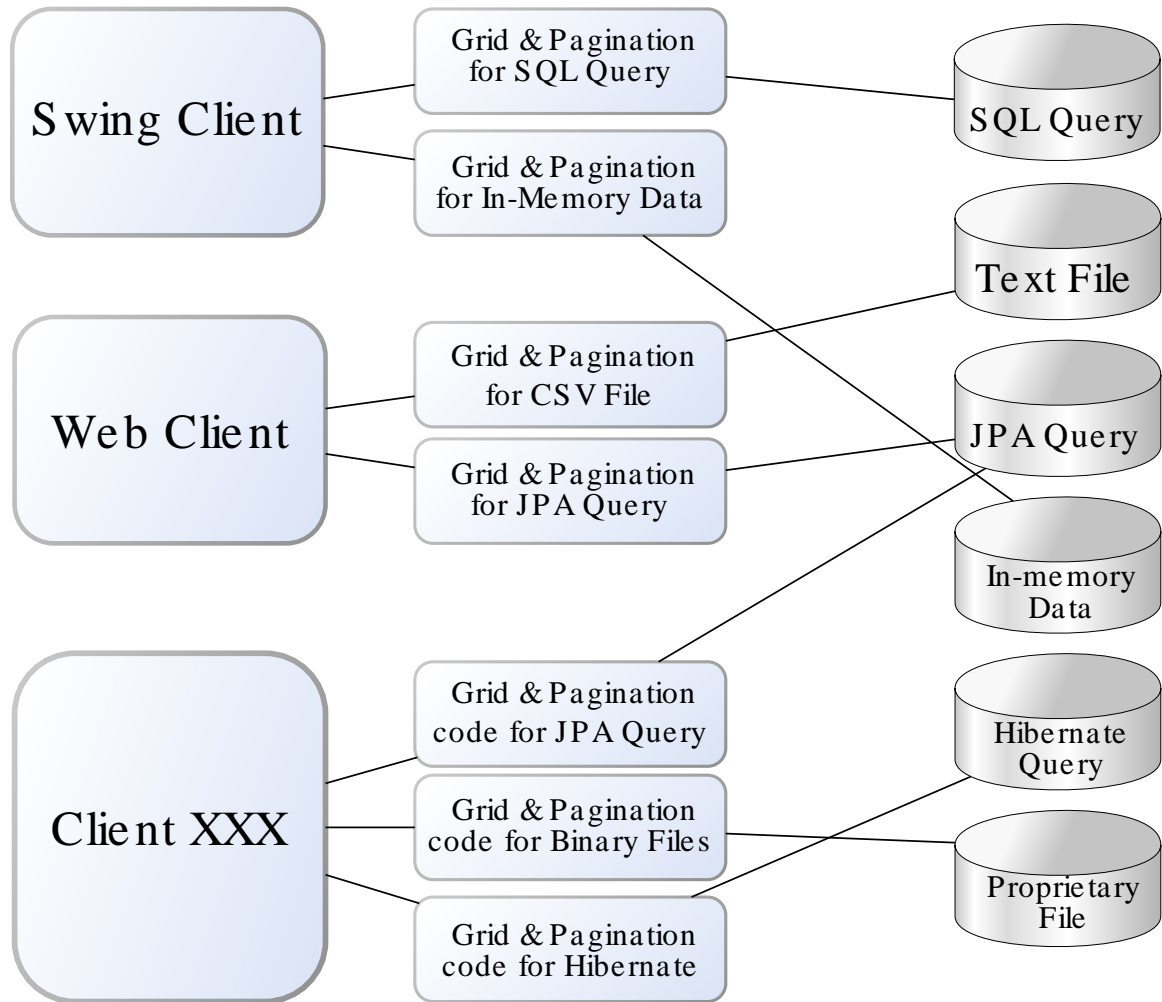 Swing Client
Grid & Pagination
for SQL Query
Grid & Pagination
for In-Memory Data
SQL Query
Text File
Web Client
Grid & Pagination
for CSV File
Grid & Pagination
for JPA Query
JPA Query
In-memory
Data
Client XXX
Grid & Pagination
code for JPA Query
Grid & Pagination
code for Binary Files
Grid & Pagination
code for Hibernate
Hibernate
Query
Proprietary
File